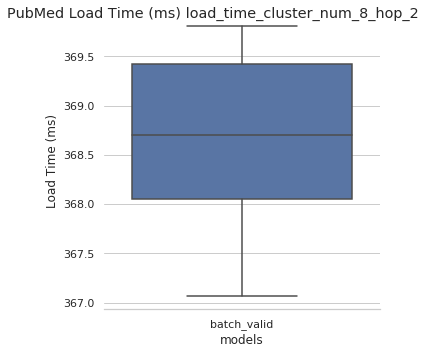 PubMed Load Time (ms) load_time_cluster_num_8_hop_2
369.5
369.0
368.5
368.0
367.5
367.0
Load Time (ms)
batch_valid
models